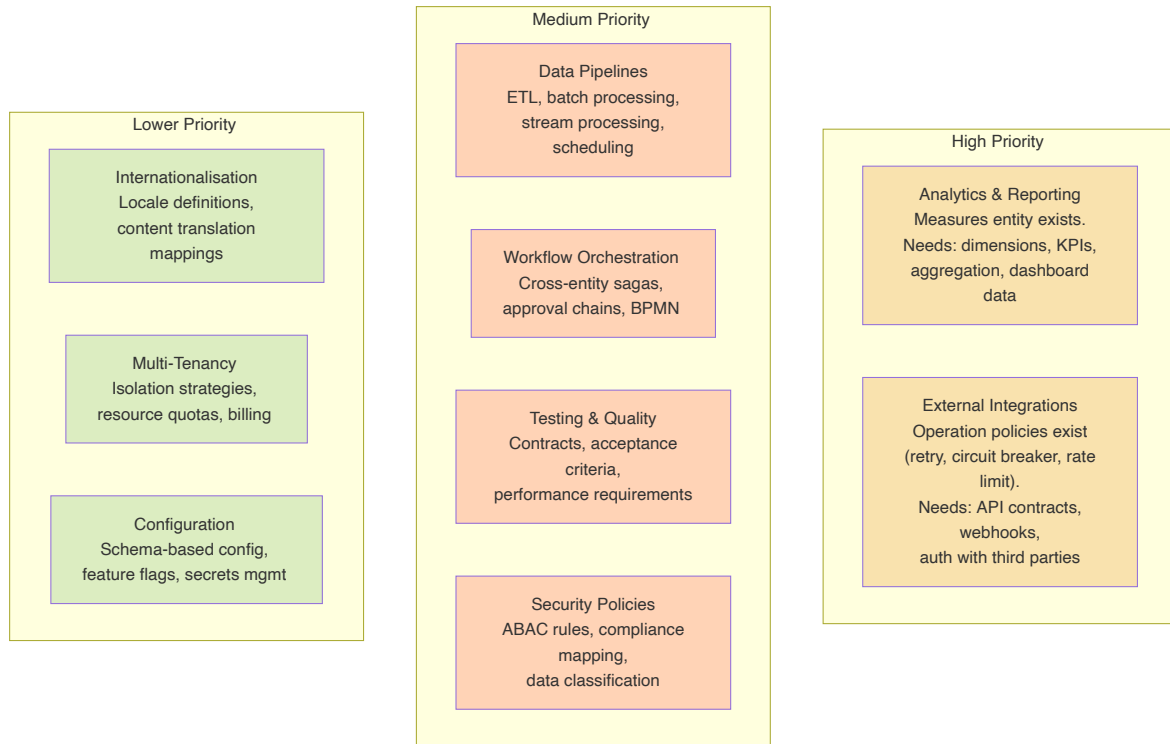 Lower Priority
Internationalisation
Locale definitions,
content translation
mappings
Multi-Tenancy
Isolation strategies,
resource quotas, billing
Configuration
Schema-based config,
feature flags, secrets mgmt
Medium Priority
Data Pipelines
ETL, batch processing,
stream processing,
scheduling
Workflow Orchestration
Cross-entity sagas,
approval chains, BPMN
Testing & Quality
Contracts, acceptance
criteria,
performance requirements
Security Policies
ABAC rules, compliance
mapping,
data classification
High Priority
Analytics & Reporting
Measures entity exists.
Needs: dimensions, KPIs,
aggregation, dashboard
data
External Integrations
Operation policies exist
(retry, circuit breaker, rate
limit).
Needs: API contracts,
webhooks,
auth with third parties